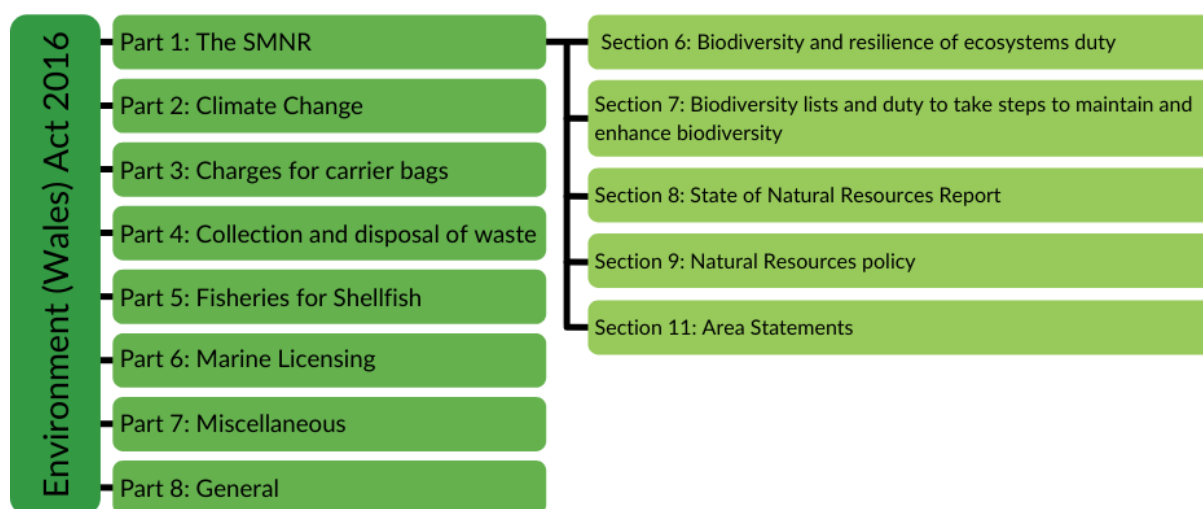 Environment (Wales) Act 2016
Part 1: The SMNR
Part 2: Climate Change
Part 3: Charges for carrier bags
Part 4: Collection and disposal of waste
Part 5: Fisheries for Shellfish
Part 6: Marine Licensing
Part 7: Miscellaneous
Part 8: General
Section 6: Biodiversity and resilience of ecosystems duty
Section 7: Biodiversity lists and duty to take steps to maintain and
enhance biodiversity
Section 8: State of Natural Resources Report
Section 9: Natural Resources policy
Section 11: Area Statements